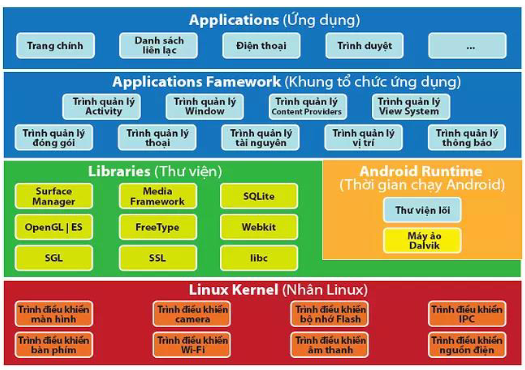 Applications (Ứng dụng)
Trang chính
Danh sách
liên lạc
Điện thoại
Trình duyệt
...
Applications Famework (Khung tổ chức ứng dụng)
Trình quản lý
Activity
Trình quản lý
Window
Trình quản lý
Content Providers
Trình quản lý
View System
Trình quản lý
đóng gói
Trình quản lý
thoại
Trình quản lý
tài nguyên
Trình quản lý
vị trí
Trình quản lý
thông báo
Libraries (Thư viện)
Surface
Manager
Media
Framework
SQLite
OpenGL | ES
FreeType
Webkit
SGL
SSL
libc
Android Runtime
(Thời gian chạy Android)
Thư viện lõi
Máy ảo
Dalvik
Linux Kernel (Nhân Linux)
Trình điều khiển
màn hình
Trình điều khiển
camera
Trình điều khiển
bộ nhớ Flash
Trình điều khiển
IPC
Trình điều khiển
bàn phím
Trình điều khiển
Wi-Fi
Trình điều khiển
âm thanh
Trình điều khiển
nguồn điện